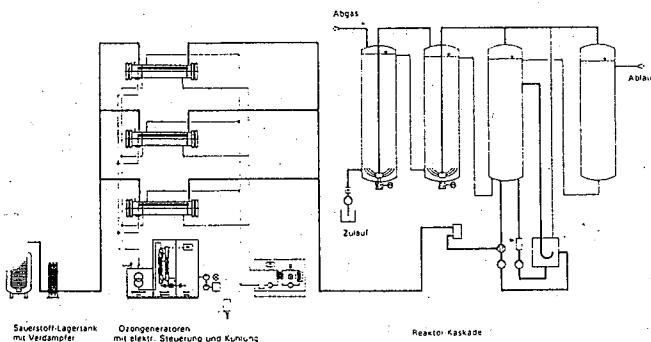 Abgas
Ablauf
Zulauf
Sauerstoff-Lagertank
mit Verdampfer
Ozongeneratoren
mit elektr. Steuerung und Kühlung
Reaktor-Kaskade